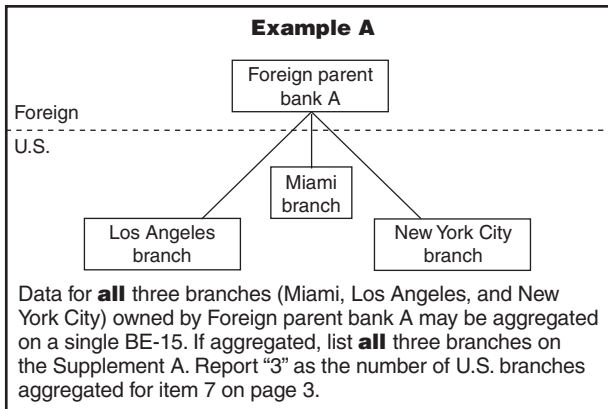 Example A
Foreign parent
bank A
Foreign
U.S.
Miami
branch
Los Angeles
branch
New York City
branch
Data for all three branches (Miami, Los Angeles, and New
York City) owned by Foreign parent bank A may be aggregated
on a single BE-15. If aggregated, list all three branches on
the Supplement A. Report “3” as the number of U.S. branches
aggregated for item 7 on page 3.